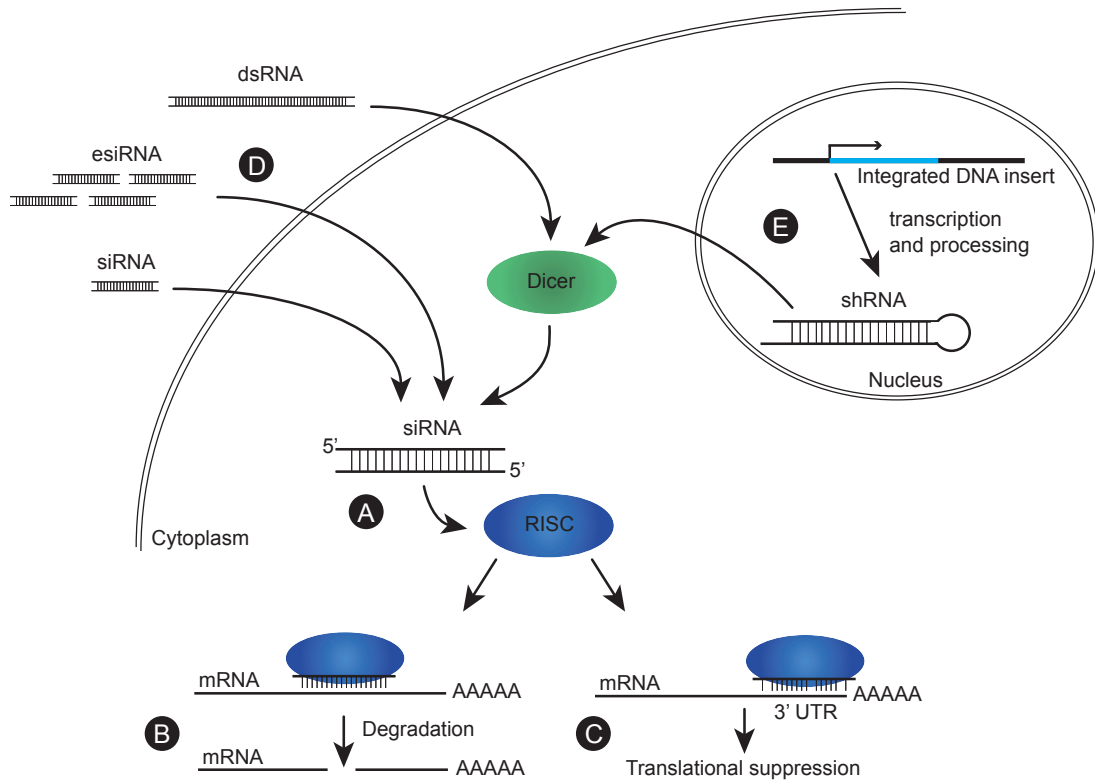 dsRNA
esiRNA
D
siRNA
Integrated DNA insert
E
transcription
and processing
Dicer
shRNA
Nucleus
siRNA
5’
5’
A
RISC
Cytoplasm
mRNA
AAAAA
mRNA
AAAAA
3’ UTR
B
Degradation
C
mRNA
AAAAA
Translational suppression